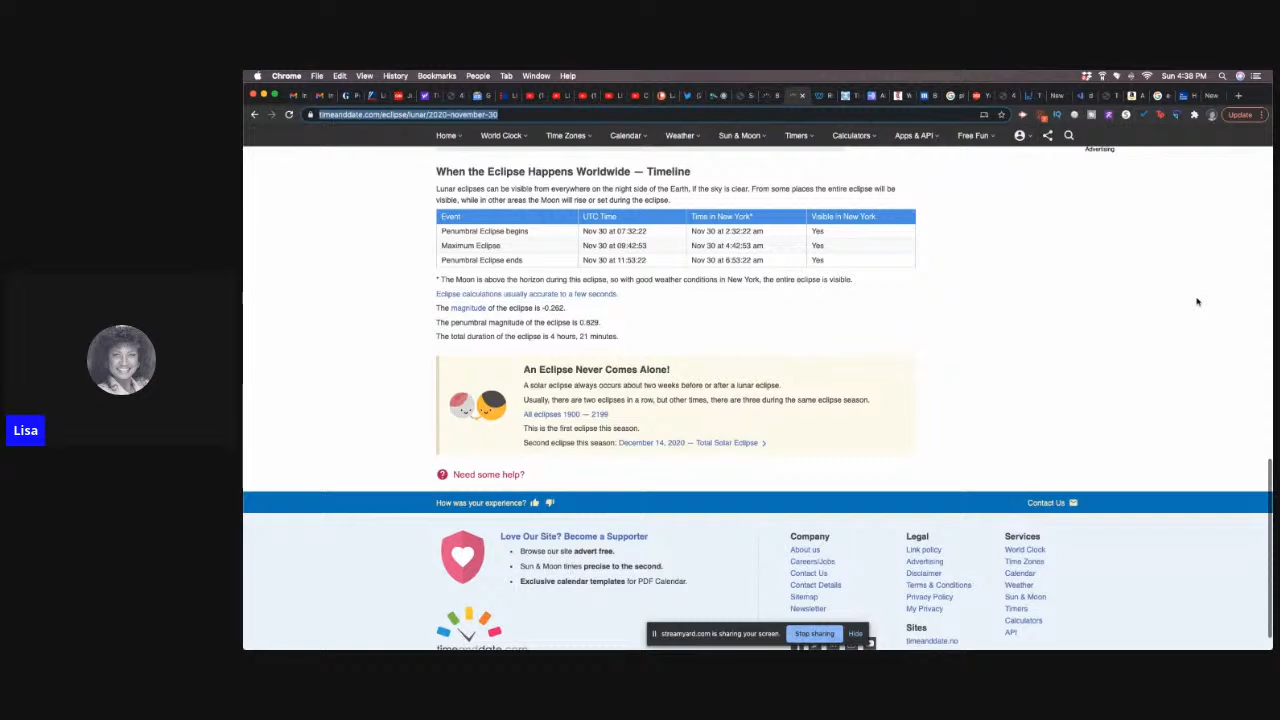 Chrome File Edit View History Bookmarks People Tab Window Help Sun 4:38 PM
timeanddate.com/eclipse/lunar/2020-november-30 Update
Home World Clock Time Zones Calendar Weather Sun & Moon Timers Calculators Apps & API Free Fun
Advertising
When the Eclipse Happens Worldwide — Timeline
Lunar eclipses can be visible from everywhere on the night side of the Earth, if the sky is clear. From some places the entire eclipse will be
visible, while in other areas the Moon will rise or set during the eclipse.
Event UTC Time Time in New York* Visible in New York
Penumbral Eclipse begins Nov 30 at 07:32:22 Nov 30 at 2:32:22 am Yes
Maximum Eclipse Nov 30 at 09:42:53 Nov 30 at 4:42:53 am Yes
Penumbral Eclipse ends Nov 30 at 11:53:22 Nov 30 at 6:53:22 am Yes
* The Moon is above the horizon during this eclipse, so with good weather conditions in New York, the entire eclipse is visible.
Eclipse calculations usually accurate to a few seconds.
The magnitude of the eclipse is -0.262.
The penumbral magnitude of the eclipse is 0.829.
The total duration of the eclipse is 4 hours, 21 minutes.
An Eclipse Never Comes Alone!
A solar eclipse always occurs about two weeks before or after a lunar eclipse.
Usually, there are two eclipses in a row, but other times, there are three during the same eclipse season.
All eclipses 1900 — 2199
This is the first eclipse this season.
Second eclipse this season: December 14, 2020 — Total Solar Eclipse
Lisa
Need some help?
How was your experience? Contact Us
Love Our Site? Become a Supporter
Browse our site advert free.
Sun & Moon times precise to the second.
Exclusive calendar templates for PDF Calendar.
timeanddate.com
Company
About us
Careers/Jobs
Contact Us
Contact Details
Sitemap
Newsletter
Legal
Link policy
Advertising
Disclaimer
Terms & Conditions
Privacy Policy
My Privacy
Sites
timeanddate.no
Services
World Clock
Time Zones
Calendar
Weather
Sun & Moon
Timers
Calculators
API
streamyard.com is sharing your screen. Stop sharing Hide